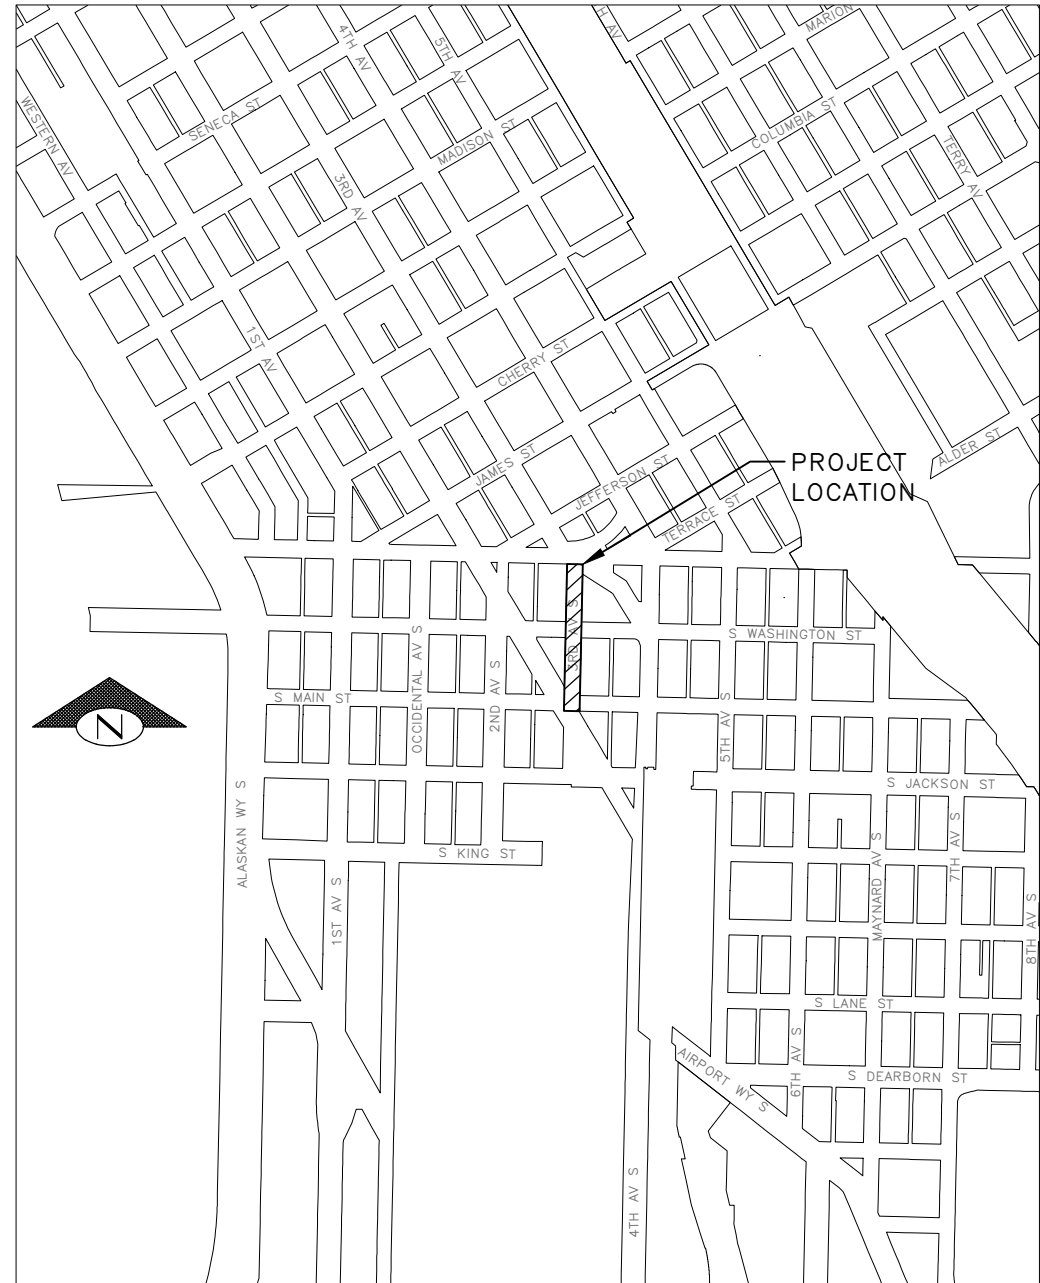 MARION
H AV
4TH AV
5TH AV
WESTERN AV
SENECA ST
MADISON ST
COLUMBIA ST
TERRY AV
3RD AV
1ST AV
CHERRY ST
JAMES ST
JEFFERSON ST
TERRACE ST
ALDER ST
PROJECT
LOCATION
3RD AV S
S WASHINGTON ST
OCCIDENTAL AV S
2ND AV S
S MAIN ST
5TH AV S
N
ALASKAN WY S
S JACKSON ST
S KING ST
1ST AV S
MAYNARD AV S
7TH AV S
8TH AV S
S LANE ST
AIRPORT WY S
6TH AV S
S DEARBORN ST
4TH AV S